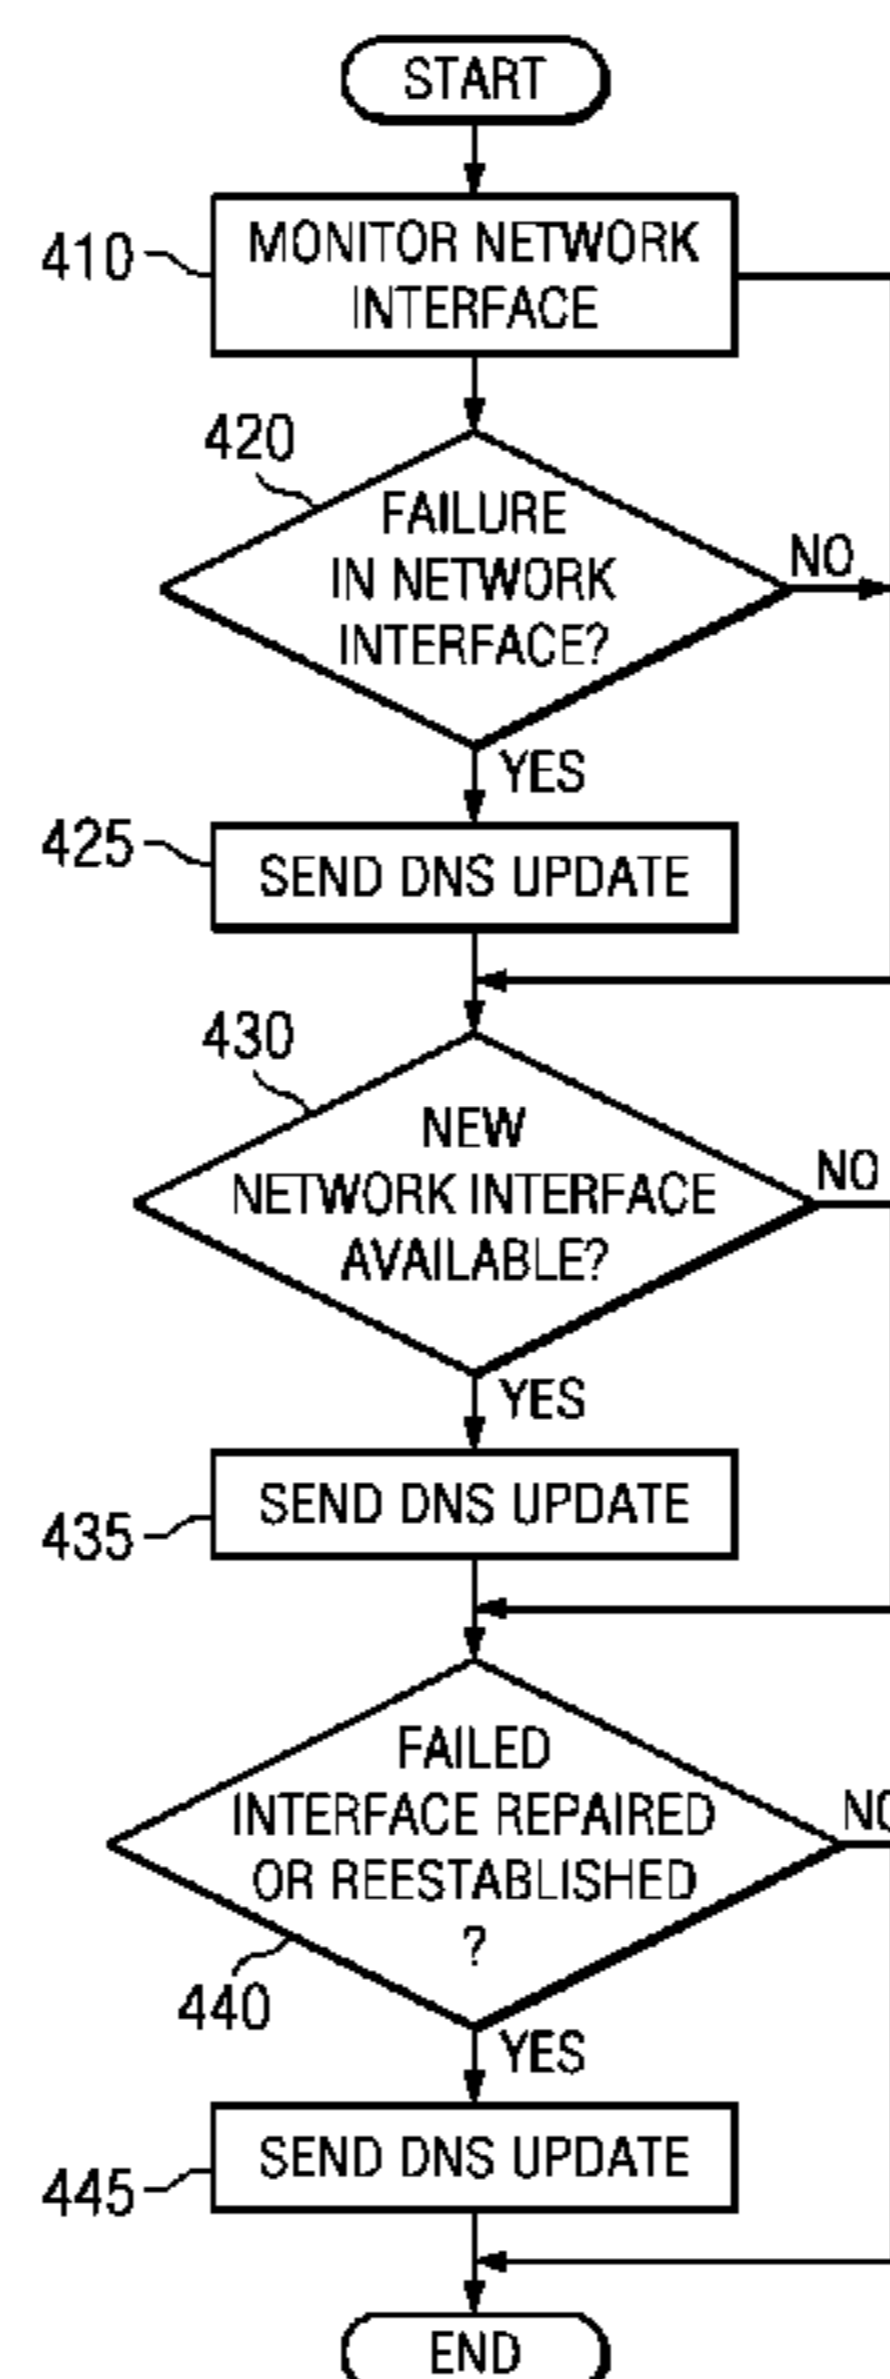 START
410
MONITOR NETWORK
INTERFACE
420
FAILURE
IN NETWORK
INTERFACE?
NO
YES
425
SEND DNS UPDATE
430
NEW
NETWORK INTERFACE
AVAILABLE?
NO
YES
435
SEND DNS UPDATE
FAILED
INTERFACE REPAIRED
OR REESTABLISHED
?
NO
440
YES
445
SEND DNS UPDATE
END